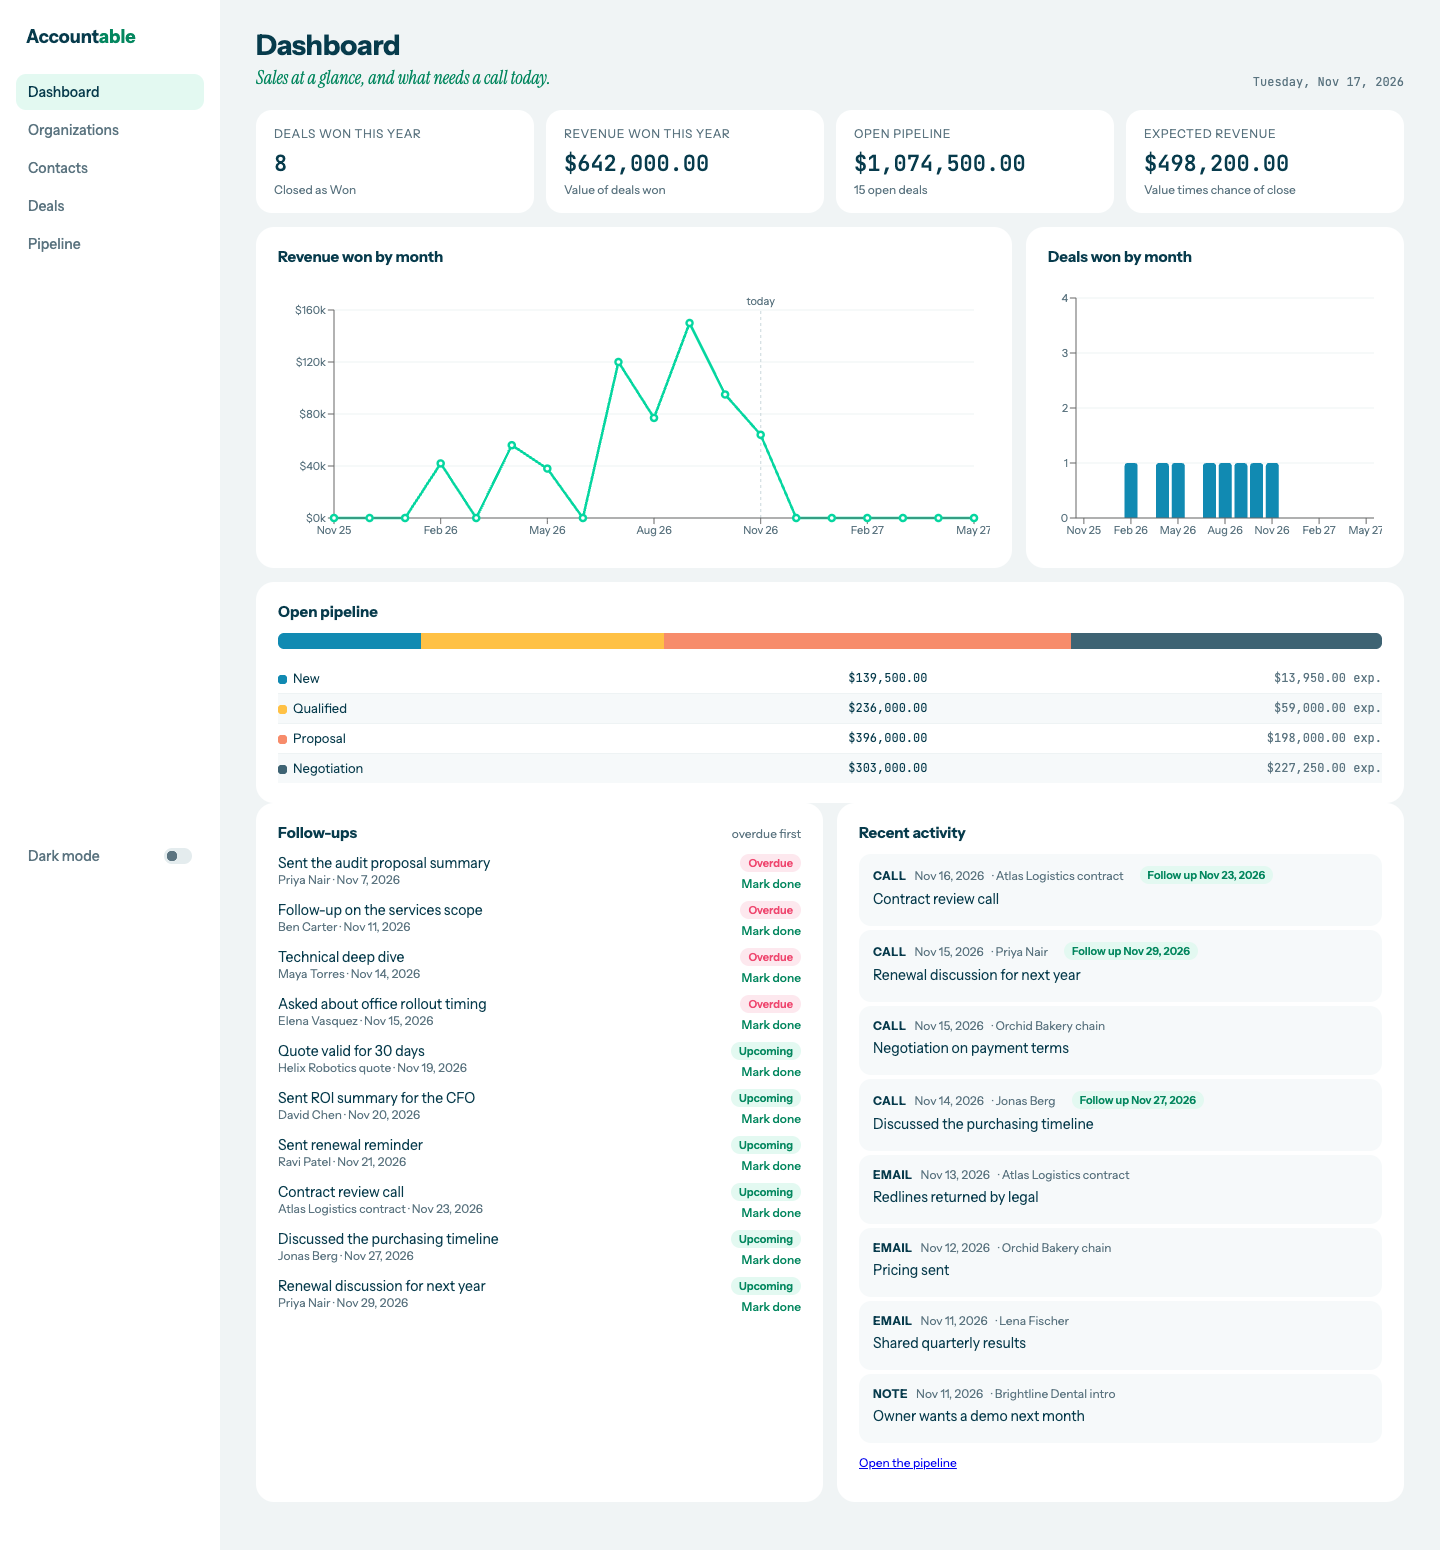 Accountable
Dashboard
Organizations
Contacts
Deals
Pipeline
Dark mode
Dashboard
Sales at a glance, and what needs a call today.
Tuesday, Nov 17, 2026
DEALS WON THIS YEAR
8
Closed as Won
REVENUE WON THIS YEAR
$642,000.00
Value of deals won
OPEN PIPELINE
$1,074,500.00
15 open deals
EXPECTED REVENUE
$498,200.00
Value times chance of close
Revenue won by month
today
$160k
$120k
$80k
$40k
$0k
Nov 25 Feb 26 May 26 Aug 26 Nov 26 Feb 27 May 27
Deals won by month
4
3
2
1
0
Nov 25 Feb 26 May 26 Aug 26 Nov 26 Feb 27 May 27
Open pipeline
New $139,500.00 $13,950.00 exp.
Qualified $236,000.00 $59,000.00 exp.
Proposal $396,000.00 $198,000.00 exp.
Negotiation $303,000.00 $227,250.00 exp.
Follow-ups overdue first
Sent the audit proposal summary Overdue
Priya Nair · Nov 7, 2026 Mark done
Follow-up on the services scope Overdue
Ben Carter · Nov 11, 2026 Mark done
Technical deep dive Overdue
Maya Torres · Nov 14, 2026 Mark done
Asked about office rollout timing Overdue
Elena Vasquez · Nov 15, 2026 Mark done
Quote valid for 30 days Upcoming
Helix Robotics quote · Nov 19, 2026 Mark done
Sent ROI summary for the CFO Upcoming
David Chen · Nov 20, 2026 Mark done
Sent renewal reminder Upcoming
Ravi Patel · Nov 21, 2026 Mark done
Contract review call Upcoming
Atlas Logistics contract · Nov 23, 2026 Mark done
Discussed the purchasing timeline Upcoming
Jonas Berg · Nov 27, 2026 Mark done
Renewal discussion for next year Upcoming
Priya Nair · Nov 29, 2026 Mark done
Recent activity
CALL Nov 16, 2026 · Atlas Logistics contract Follow up Nov 23, 2026
Contract review call
CALL Nov 15, 2026 · Priya Nair Follow up Nov 29, 2026
Renewal discussion for next year
CALL Nov 15, 2026 · Orchid Bakery chain
Negotiation on payment terms
CALL Nov 14, 2026 · Jonas Berg Follow up Nov 27, 2026
Discussed the purchasing timeline
EMAIL Nov 13, 2026 · Atlas Logistics contract
Redlines returned by legal
EMAIL Nov 12, 2026 · Orchid Bakery chain
Pricing sent
EMAIL Nov 11, 2026 · Lena Fischer
Shared quarterly results
NOTE Nov 11, 2026 · Brightline Dental intro
Owner wants a demo next month
Open the pipeline